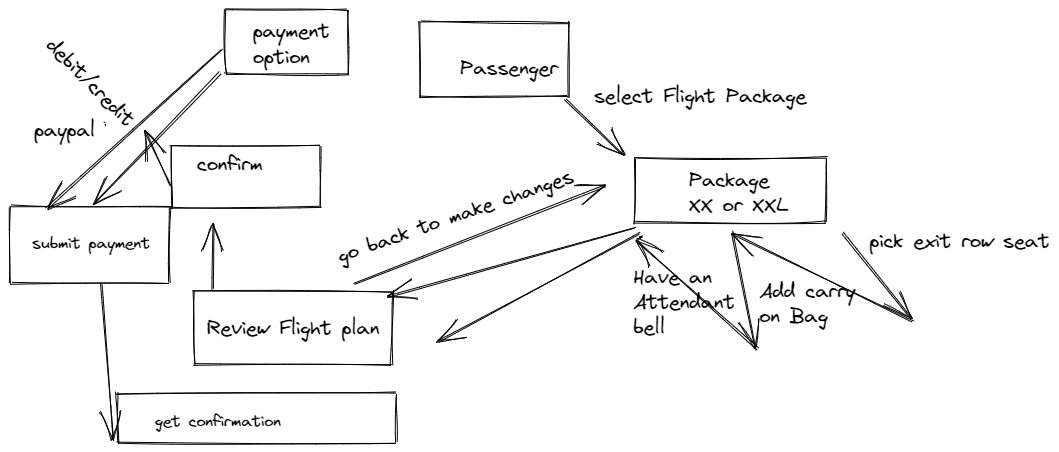 payment
option
Passenger
debit/credit
paypal
select Flight Package
confirm
Package
XX or XXL
go back to make changes
submit payment
pick exit row seat
Have an
Attendant
bell
Add carry
on Bag
Review Flight plan
get confirmation